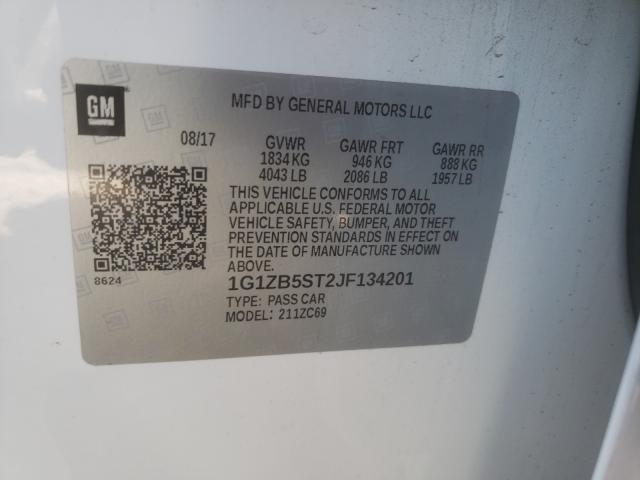 GM
MFD BY GENERAL MOTORS LLC
08/17
GVWR
1834 KG
4043 LB
GAWR FRT
946 KG
2086 LB
GAWR RR
888 KG
1957 LB
THIS VEHICLE CONFORMS TO ALL
APPLICABLE U.S. FEDERAL MOTOR
VEHICLE SAFETY, BUMPER, AND THEFT
PREVENTION STANDARDS IN EFFECT ON
THE DATE OF MANUFACTURE SHOWN
ABOVE.
8624
1G1ZB5ST2JF134201
TYPE: PASS CAR
MODEL: 211ZC69